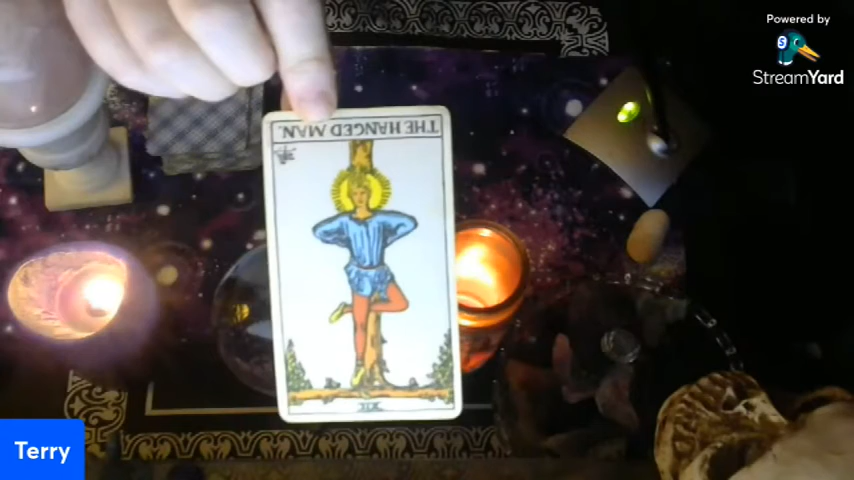 Powered by
StreamYard
THE HANGED MAN.
XII
Terry